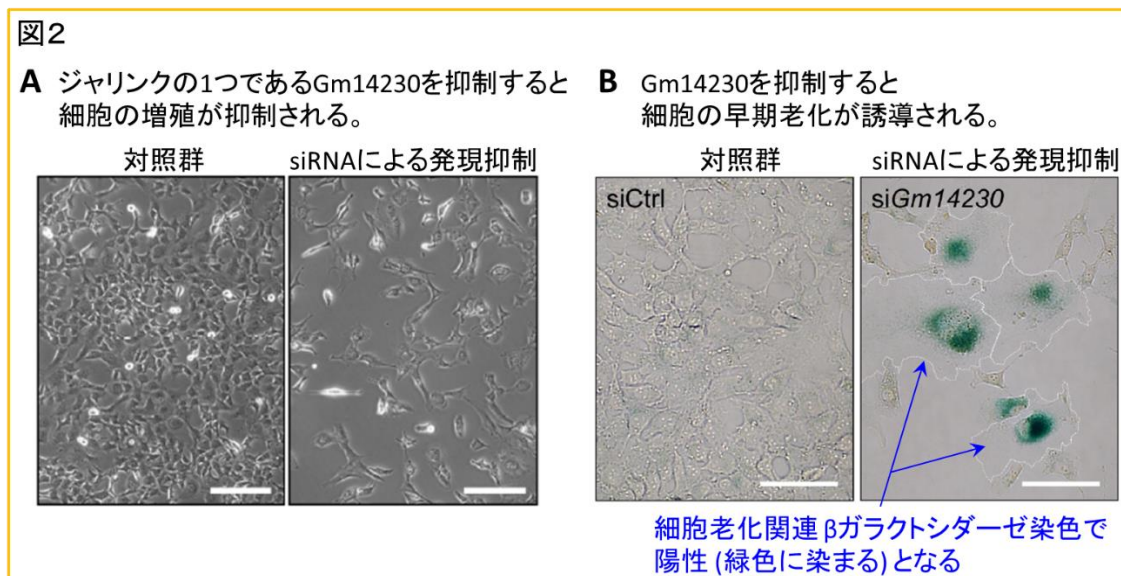 図2
A ジャリンクの1つであるGm14230を抑制すると
細胞の増殖が抑制される。
対照群
siRNAによる発現抑制
B Gm14230を抑制すると
細胞の早期老化が誘導される。
対照群
siRNAによる発現抑制
siCtrl
siGm14230
細胞老化関連 βガラクトシダーゼ染色で
陽性 (緑色に染まる) となる